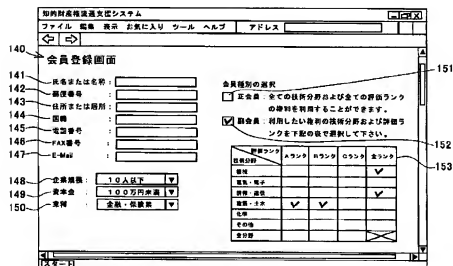 知的財産権流通支援システム
ファイル 編集 表示 お気に入り ツール ヘルプ アドレス
140
会員登録画面
141 氏名または名称:
142 郵便番号:
143 住所または居所:
144 国籍:
145 電話番号:
146 FAX番号:
147 E-Mail:
148 企業規模: 10人以下
149 資本金: 100万円未満
150 業種: 金融・保険業
会員種別の選択
151
正会員:全ての技術分野および全ての評価ランク
の権利を利用することができます。
副会員:利用したい権利の技術分野および評価ラ
ンクを下記の表で選択して下さい。
152
153
評価ランク
技術分野 Aランク Bランク Cランク 全ランク
機械
電気・電子
情報・通信
建築・土木
化学
その他
全分野
スタート